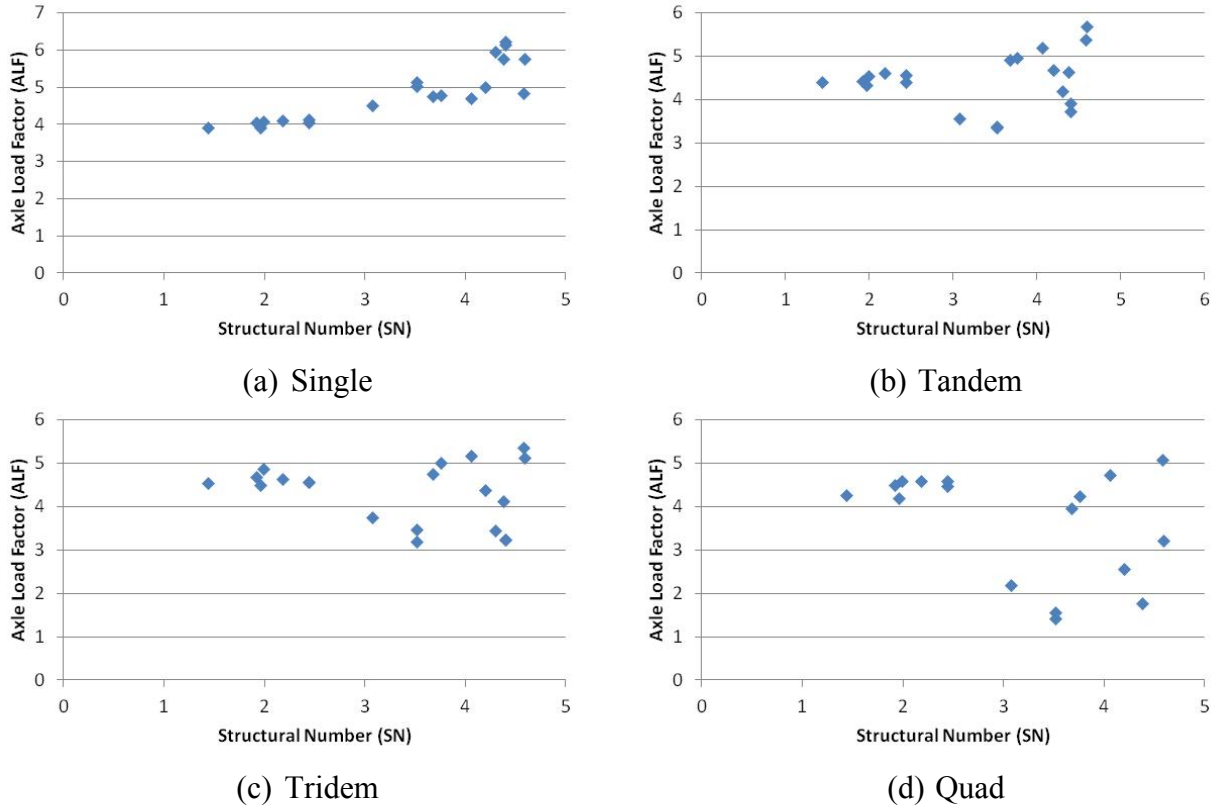 Axle Load Factor (ALF)
7
6
5
4
3
2
1
0
0 1 2 3 4 5
Structural Number (SN)
(a) Single
Axle Load Factor (ALF)
6
5
4
3
2
1
0
0 1 2 3 4 5 6
Structural Number (SN)
(b) Tandem
Axle Load Factor (ALF)
6
5
4
3
2
1
0
0 1 2 3 4 5
Structural Number (SN)
(c) Tridem
Axle Load Factor (ALF)
6
5
4
3
2
1
0
0 1 2 3 4 5
Structural Number (SN)
(d) Quad